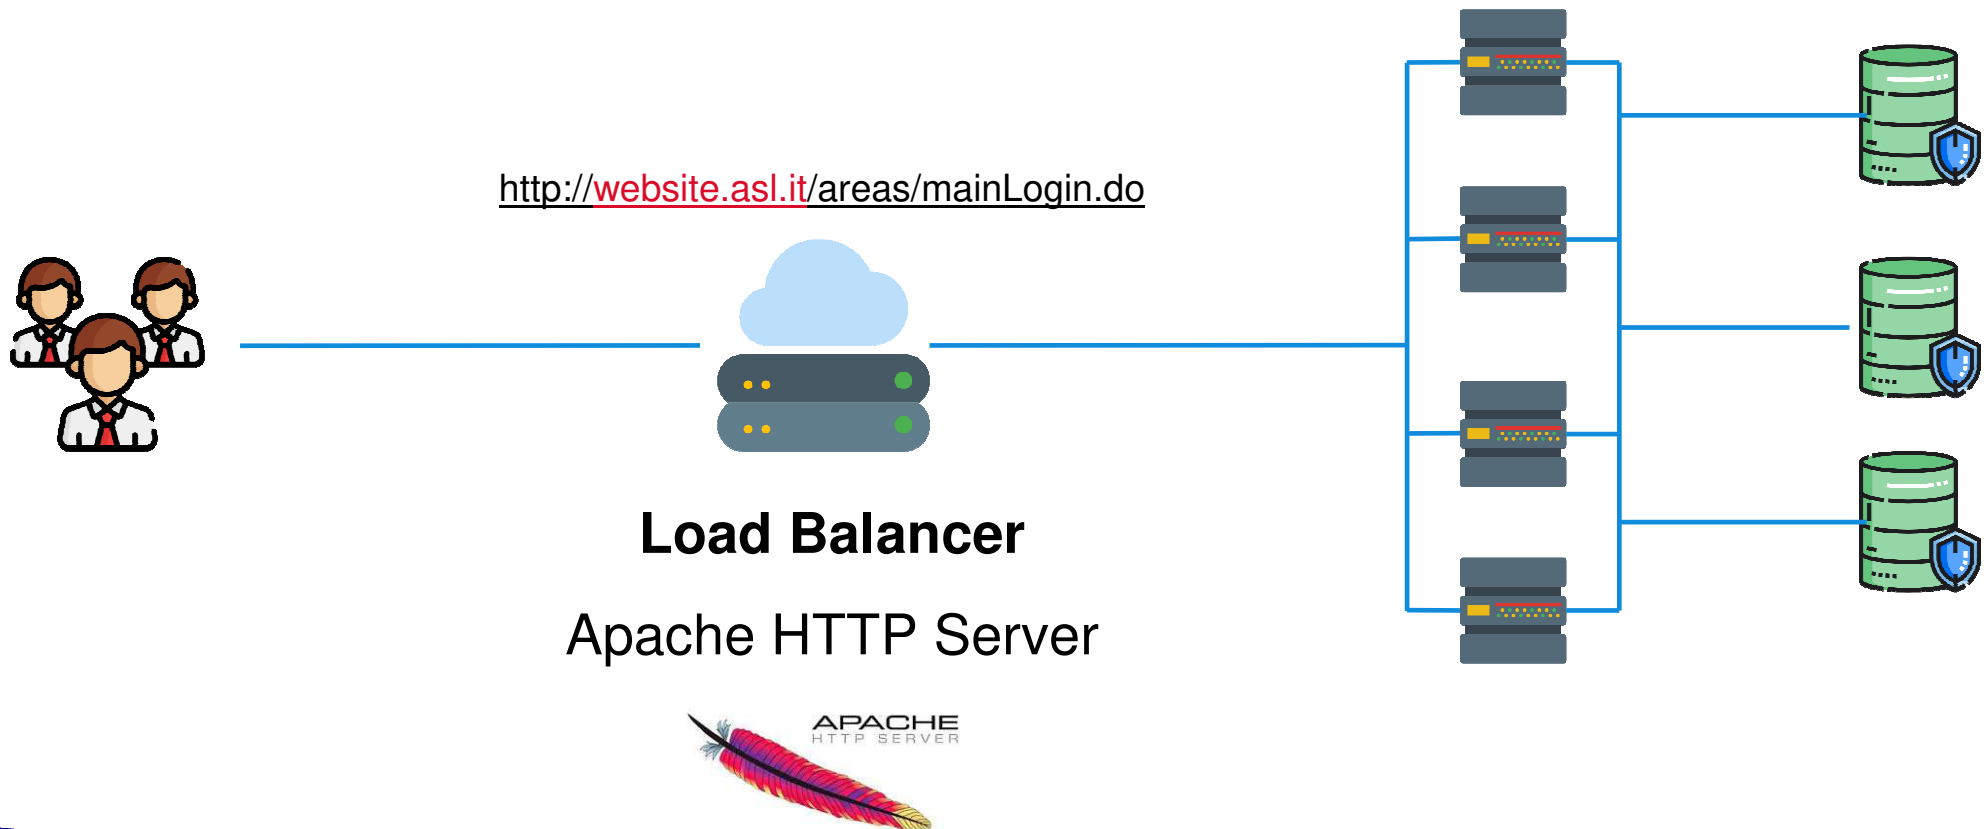 http://website.asl.it/areas/mainLogin.do
Load Balancer
Apache HTTP Server
APACHE
HTTP SERVER